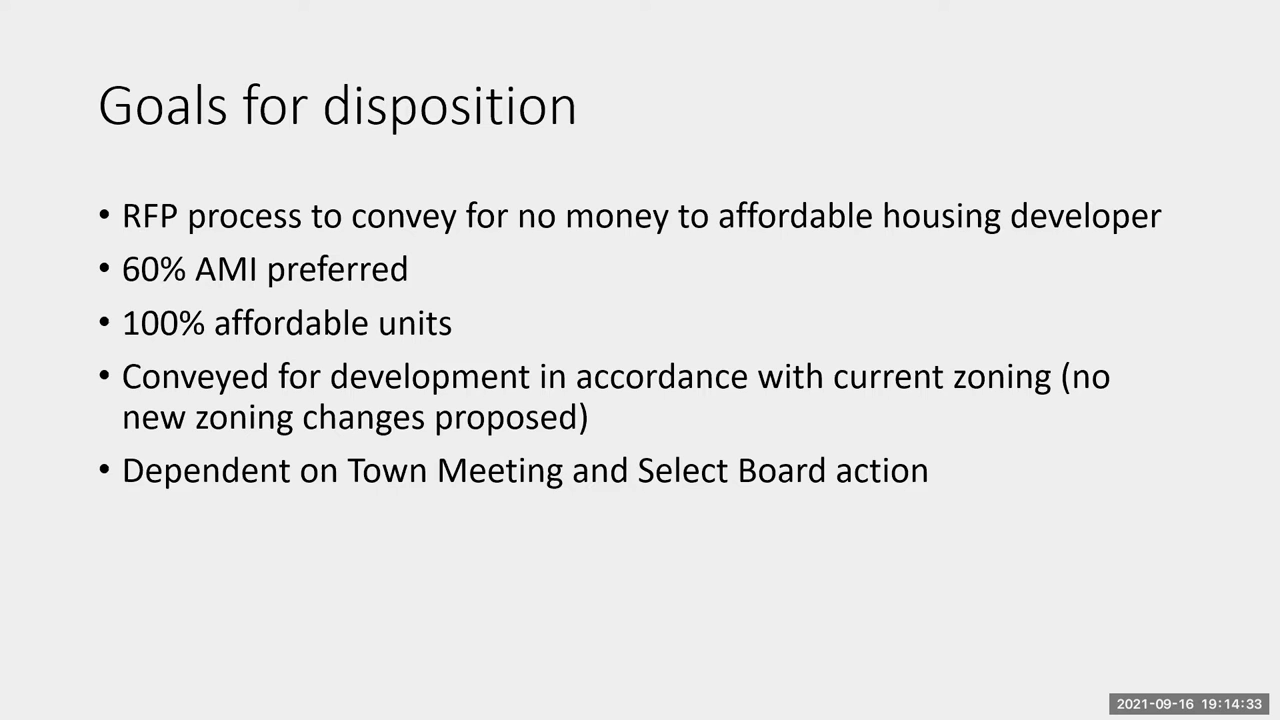 Goals for disposition
• RFP process to convey for no money to affordable housing developer
• 60% AMI preferred
• 100% affordable units
• Conveyed for development in accordance with current zoning (no
new zoning changes proposed)
• Dependent on Town Meeting and Select Board action
2021-09-16 19:14:33